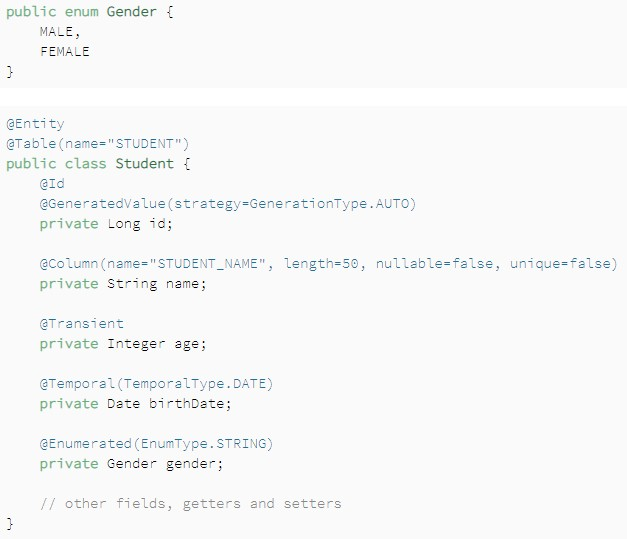 public enum Gender {
    MALE,
    FEMALE
}
@Entity
@Table(name="STUDENT")
public class Student {
    @Id
    @GeneratedValue(strategy=GenerationType.AUTO)
    private Long id;
    @Column(name="STUDENT_NAME", length=50, nullable=false, unique=false)
    private String name;
    @Transient
    private Integer age;
    @Temporal(TemporalType.DATE)
    private Date birthDate;
    @Enumerated(EnumType.STRING)
    private Gender gender;
    // other fields, getters and setters
}